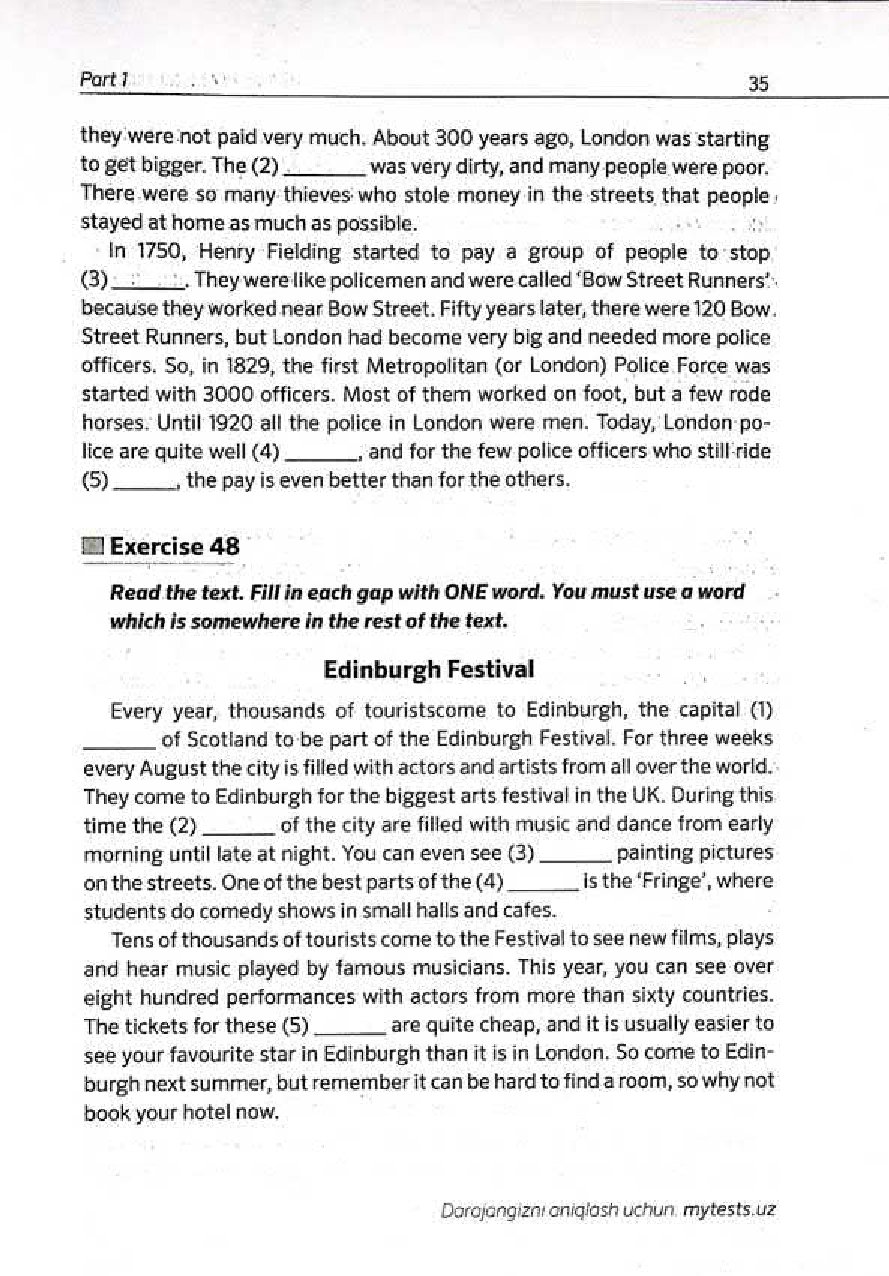 Part 1
35
they were not paid very much. About 300 years ago, London was starting
to get bigger. The (2) _______ was very dirty, and many people were poor.
There were so many thieves who stole money in the streets that people
stayed at home as much as possible.
In 1750, Henry Fielding started to pay a group of people to stop
(3) _______. They were like policemen and were called ‘Bow Street Runners’
because they worked near Bow Street. Fifty years later, there were 120 Bow
Street Runners, but London had become very big and needed more police
officers. So, in 1829, the first Metropolitan (or London) Police Force was
started with 3000 officers. Most of them worked on foot, but a few rode
horses. Until 1920 all the police in London were men. Today, London po-
lice are quite well (4) _______, and for the few police officers who still ride
(5) ______, the pay is even better than for the others.
Exercise 48
Read the text. Fill in each gap with ONE word. You must use a word
which is somewhere in the rest of the text.
Edinburgh Festival
Every year, thousands of touristscome to Edinburgh, the capital (1)
_______ of Scotland to be part of the Edinburgh Festival. For three weeks
every August the city is filled with actors and artists from all over the world.
They come to Edinburgh for the biggest arts festival in the UK. During this
time the (2) _______ of the city are filled with music and dance from early
morning until late at night. You can even see (3) _______ painting pictures
on the streets. One of the best parts of the (4) _______ is the ‘Fringe’, where
students do comedy shows in small halls and cafes.
Tens of thousands of tourists come to the Festival to see new films, plays
and hear music played by famous musicians. This year, you can see over
eight hundred performances with actors from more than sixty countries.
The tickets for these (5) _______ are quite cheap, and it is usually easier to
see your favourite star in Edinburgh than it is in London. So come to Edin-
burgh next summer, but remember it can be hard to find a room, so why not
book your hotel now.
Darajangizni aniqlash uchun: mytests.uz